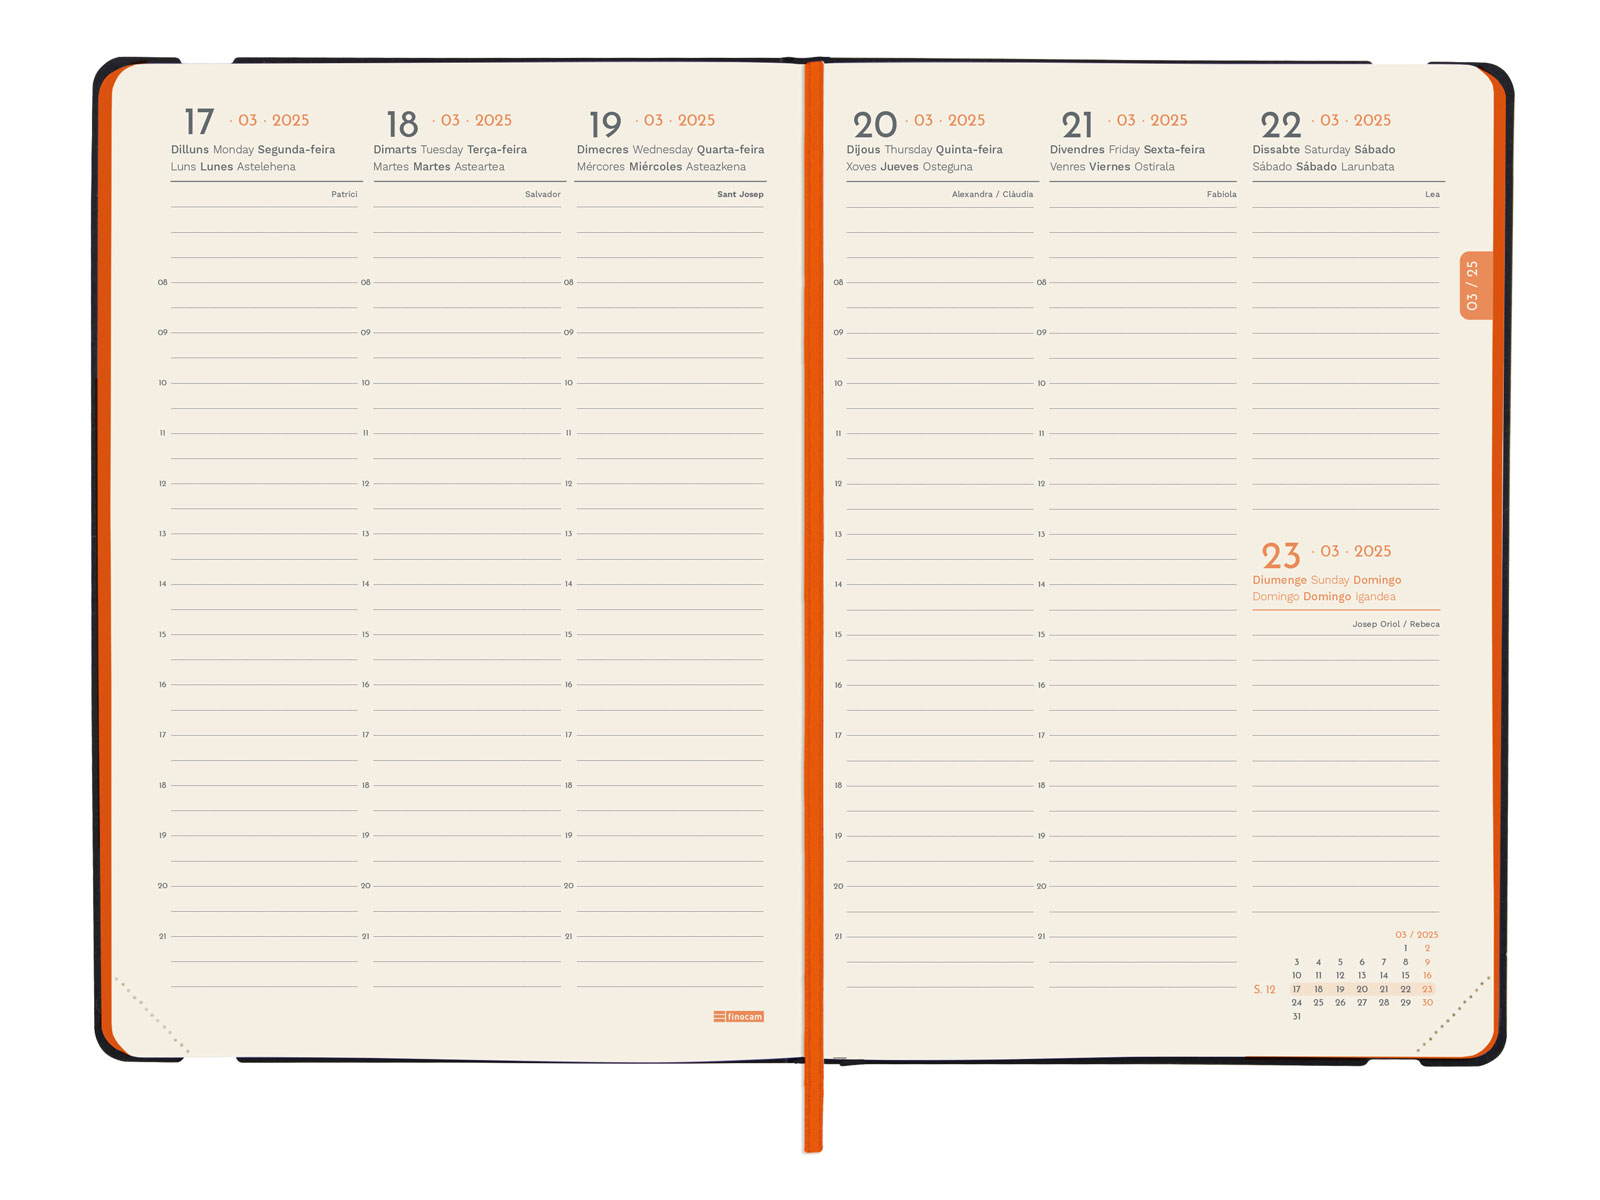 17 · 03 · 2025
Dilluns Monday Segunda-feira
Luns Lunes Astelehena
Patrici
08
09
10
11
12
13
14
15
16
17
18
19
20
21
18 · 03 · 2025
Dimarts Tuesday Terça-feira
Martes Martes Asteartea
Salvador
08
09
10
11
12
13
14
15
16
17
18
19
20
21
19 · 03 · 2025
Dimecres Wednesday Quarta-feira
Mércores Miércoles Asteazkena
Sant Josep
08
09
10
11
12
13
14
15
16
17
18
19
20
21
finocam
20 · 03 · 2025
Dijous Thursday Quinta-feira
Xoves Jueves Osteguna
Alexandra / Clàudia
08
09
10
11
12
13
14
15
16
17
18
19
20
21
21 · 03 · 2025
Divendres Friday Sexta-feira
Venres Viernes Ostirala
Fabiola
08
09
10
11
12
13
14
15
16
17
18
19
20
21
22 · 03 · 2025
Dissabte Saturday Sábado
Sábado Sábado Larunbata
Lea
03 / 25
23 · 03 · 2025
Diumenge Sunday Domingo
Domingo Domingo Igandea
Josep Oriol / Rebeca
03 / 2025
1 2
3 4 5 6 7 8 9
10 11 12 13 14 15 16
S. 12 17 18 19 20 21 22 23
24 25 26 27 28 29 30
31